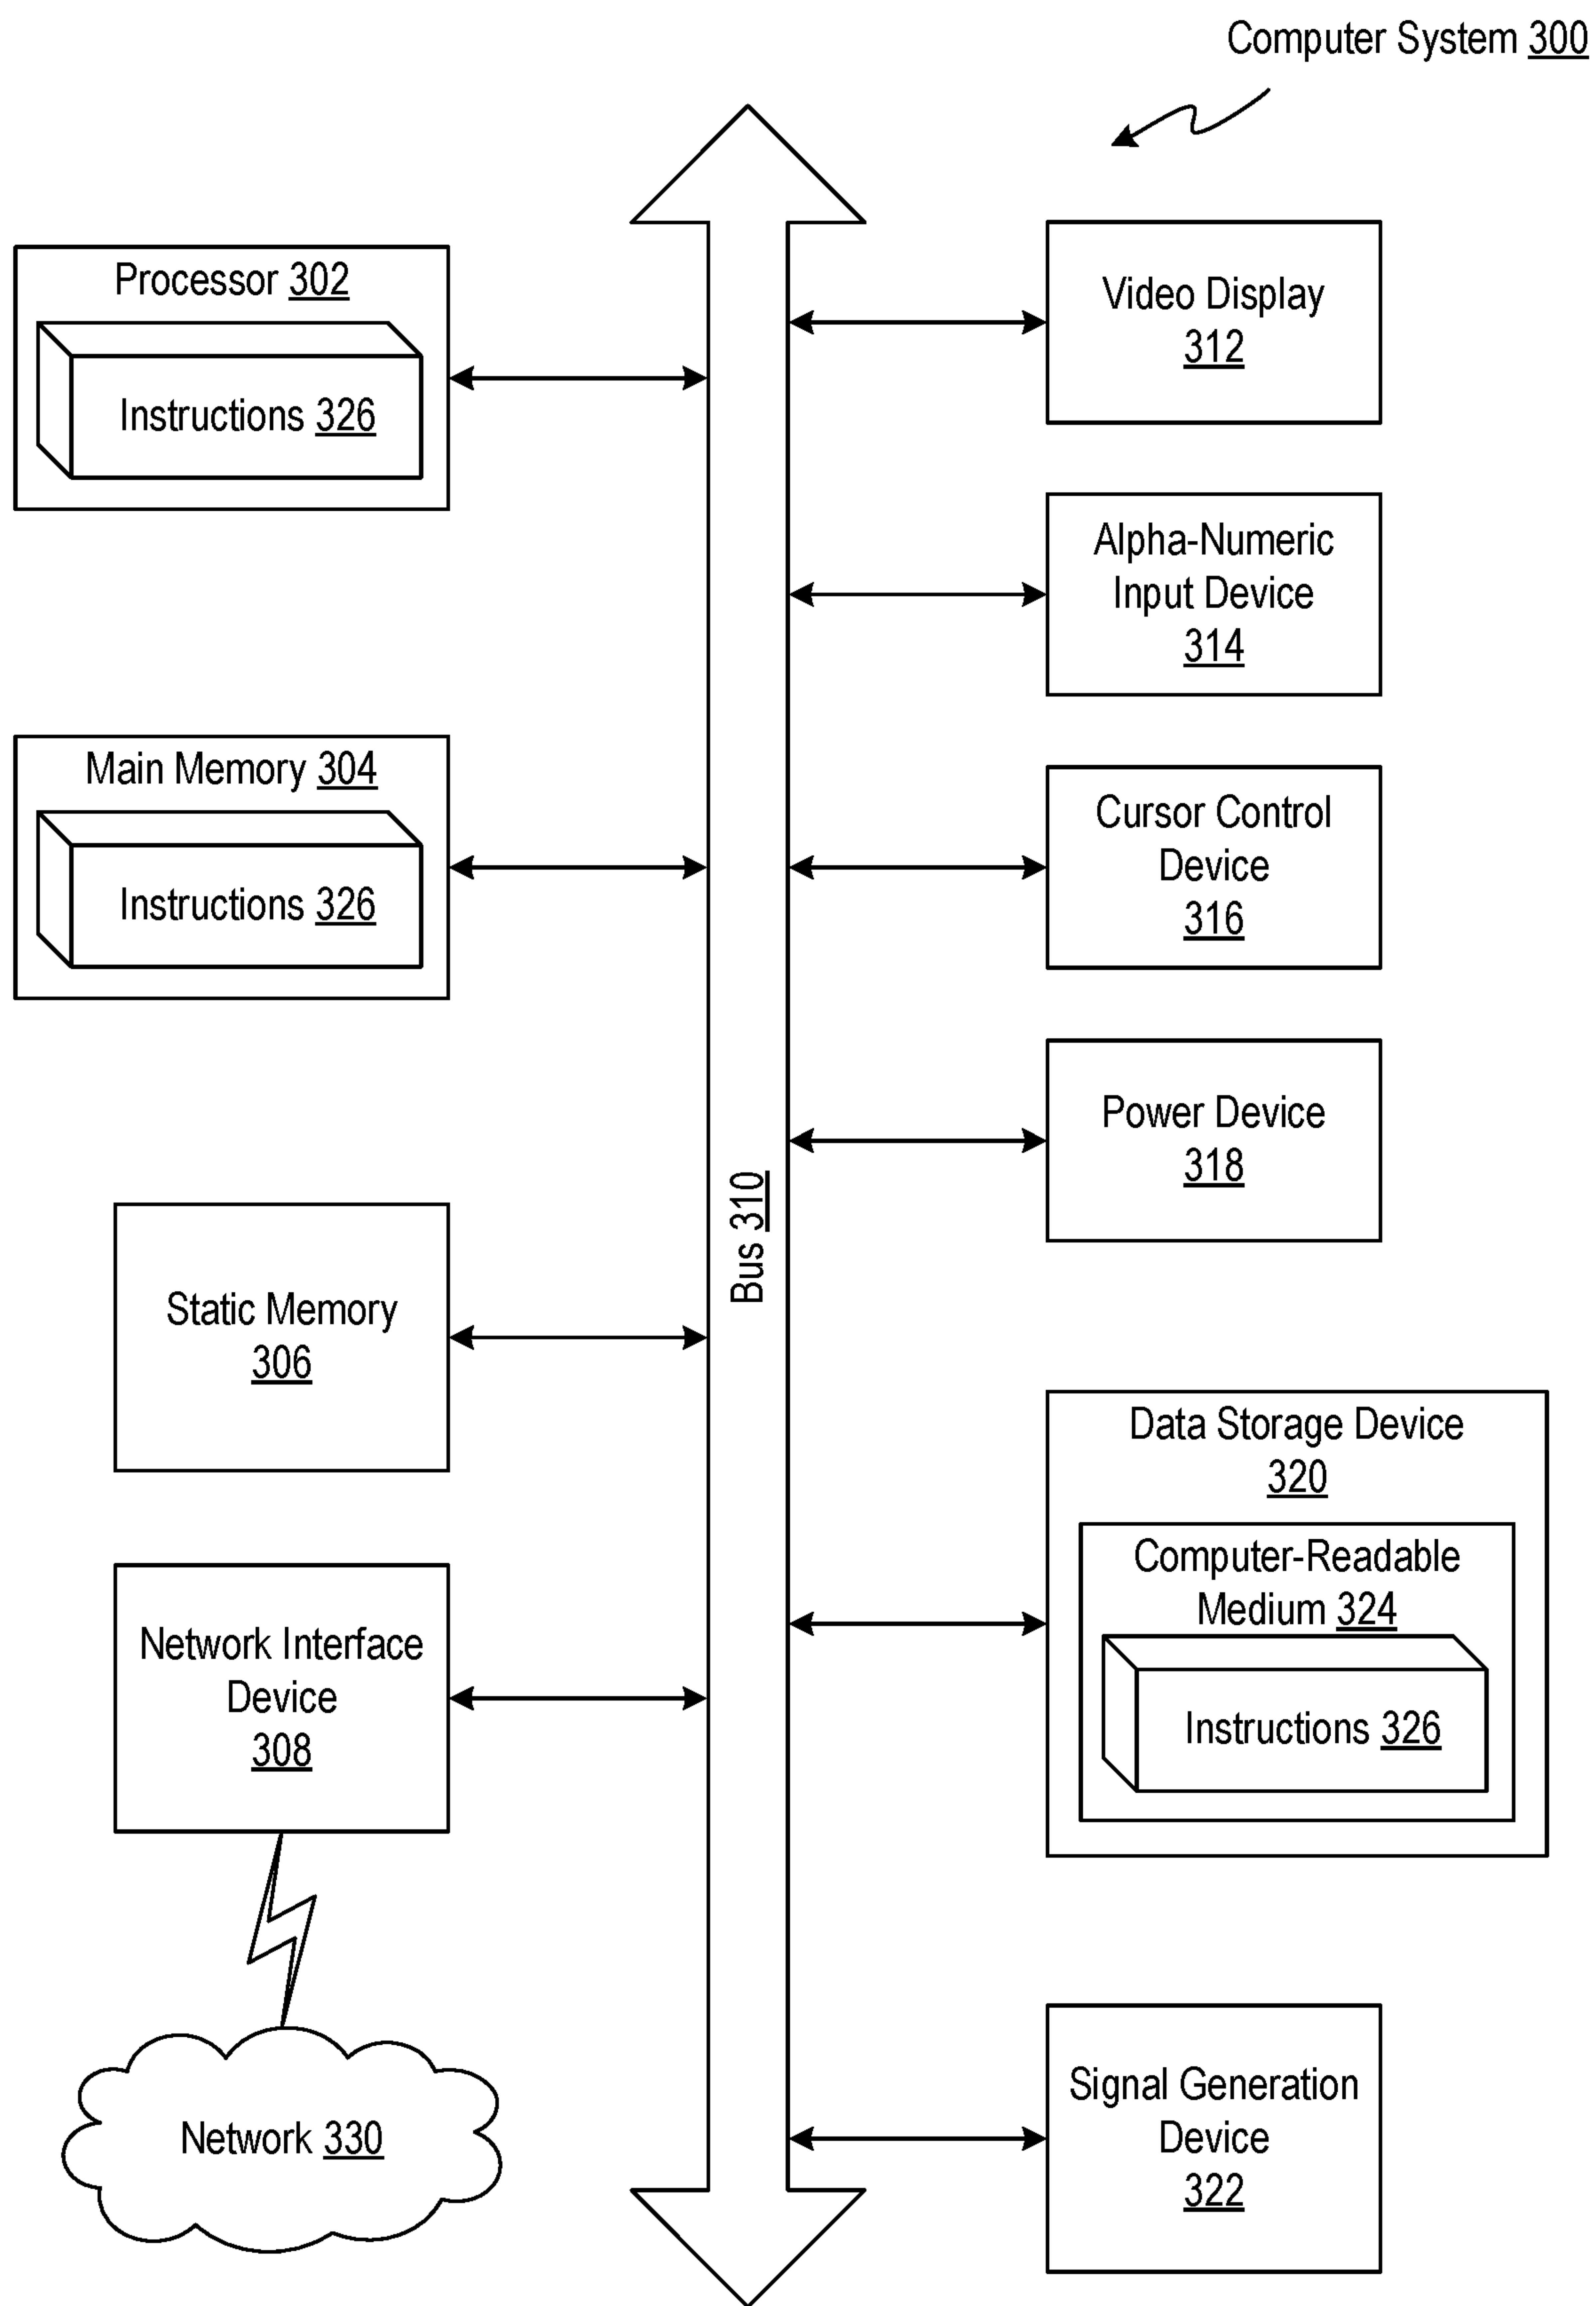 Computer System 300
Processor 302
Instructions 326
Main Memory 304
Instructions 326
Static Memory
306
Network Interface
Device
308
Network 330
Bus 310
Video Display
312
Alpha-Numeric
Input Device
314
Cursor Control
Device
316
Power Device
318
Data Storage Device
320
Computer-Readable
Medium 324
Instructions 326
Signal Generation
Device
322